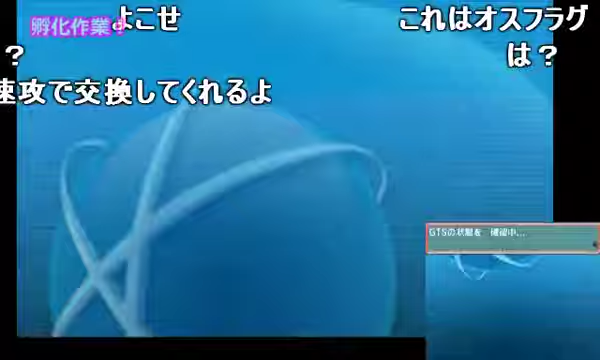 孵化作業！
よこせ
これはオスフラグ
？
は？
速攻で交換してくれるよ
GTSの状態を 確認中...